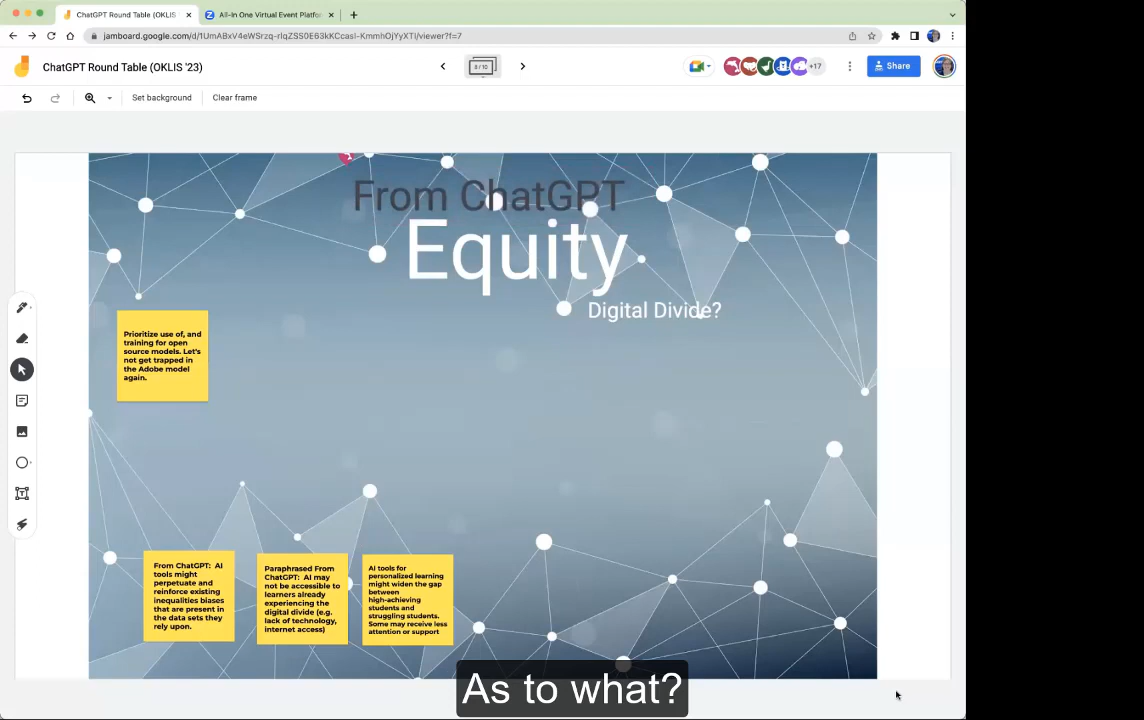 ChatGPT Round Table (OKLIS '23)
All-In One Virtual Event Platfo
jamboard.google.com/d/1UmABxV4eWSrzq-rlqZSS0E63kKCcasl-KmmhOjYyXTI/viewer?f=7
ChatGPT Round Table (OKLIS '23)
8 / 10
+17
Share
Set background
Clear frame
From ChatGPT
Equity
Digital Divide?
Prioritize use of, and
training for open
source models. Let's
not get trapped in
the Adobe model
again.
From ChatGPT: AI
tools might
perpetuate and
reinforce existing
inequalities biases
that are present in
the data sets they
rely upon.
Paraphrased From
ChatGPT: AI may
not be accessible to
learners already
experiencing the
digital divide (e.g.
lack of technology,
internet access)
AI tools for
personalized learning
might widen the gap
between
high-achieving
students and
struggling students.
Some may receive less
attention or support
As to what?